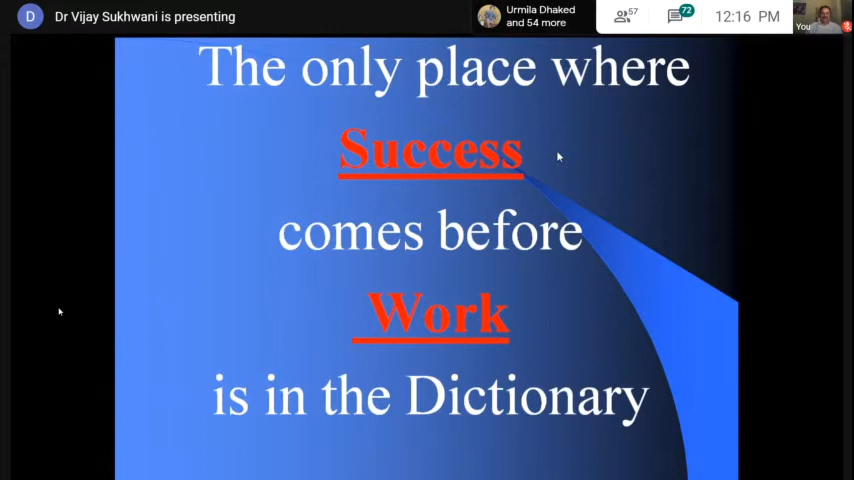 D Dr Vijay Sukhwani is presenting
Urmila Dhaked
and 54 more
57
72
12:16 PM
You
The only place where
Success
comes before
Work
is in the Dictionary